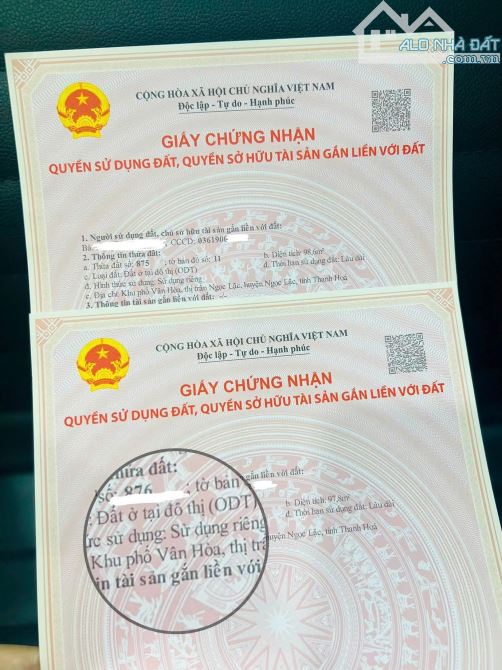 ALO NHÀ ĐẤT
.com.vn
CỘNG HÒA XÃ HỘI CHỦ NGHĨA VIỆT NAM
Độc lập - Tự do - Hạnh phúc
GIẤY CHỨNG NHẬN
QUYỀN SỬ DỤNG ĐẤT, QUYỀN SỞ HỮU TÀI SẢN GẮN LIỀN VỚI ĐẤT
1. Người sử dụng đất, chủ sở hữu tài sản gắn liền với đất:
Bà CCCD: 0361906
2. Thông tin thửa đất:
a. Thửa đất số: 875 ; tờ bản đồ số: 11 b. Diện tích: 98,6m²
c. Loại đất: Đất ở tại đô thị (ODT) d. Thời hạn sử dụng đất: Lâu dài
đ. Hình thức sử dụng: Sử dụng riêng
e. Địa chỉ: Khu phố Vân Hòa, thị trấn Ngọc Lặc, huyện Ngọc Lặc, tỉnh Thanh Hoá
3. Thông tin tài sản gắn liền với đất:
CỘNG HÒA XÃ HỘI CHỦ NGHĨA VIỆT NAM
Độc lập - Tự do - Hạnh phúc
GIẤY CHỨNG NHẬN
QUYỀN SỬ DỤNG ĐẤT, QUYỀN SỞ HỮU TÀI SẢN GẮN LIỀN VỚI ĐẤT
gắn liền với đất:
thửa đất:
số: 876 ; tờ bản b. Diện tích: 97,8m²
: Đất ở tại đô thị (ODT) d. Thời hạn sử dụng đất: Lâu dài
ức sử dụng: Sử dụng riêng
Khu phố Vân Hòa, thị trấ huyện Ngọc Lặc, tỉnh Thanh Hoá
in tài sản gắn liền với